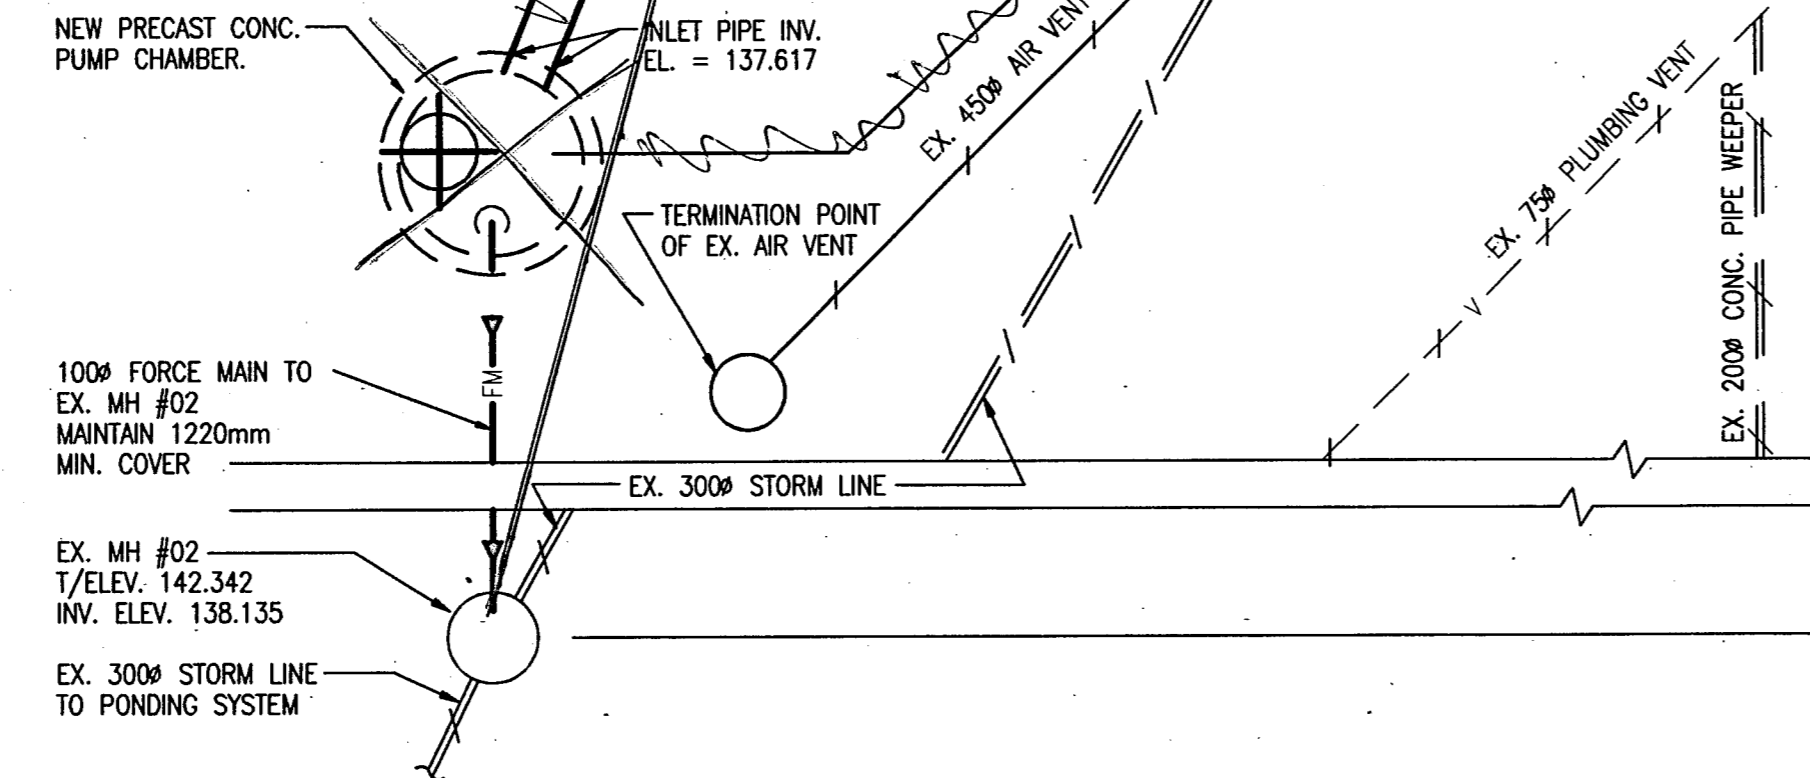 NEW PRECAST CONC.
PUMP CHAMBER.
INLET PIPE INV.
EL. = 137.617
EX. 450ø AIR VENT
TERMINATION POINT
OF EX. AIR VENT
EX. 75ø PLUMBING VENT
V
EX. 200ø CONC. PIPE WEEPER
100ø FORCE MAIN TO
EX. MH #02
MAINTAIN 1220mm
MIN. COVER
FM
EX. 300ø STORM LINE
EX. MH #02
T/ELEV. 142.342
INV. ELEV. 138.135
EX. 300ø STORM LINE
TO PONDING SYSTEM